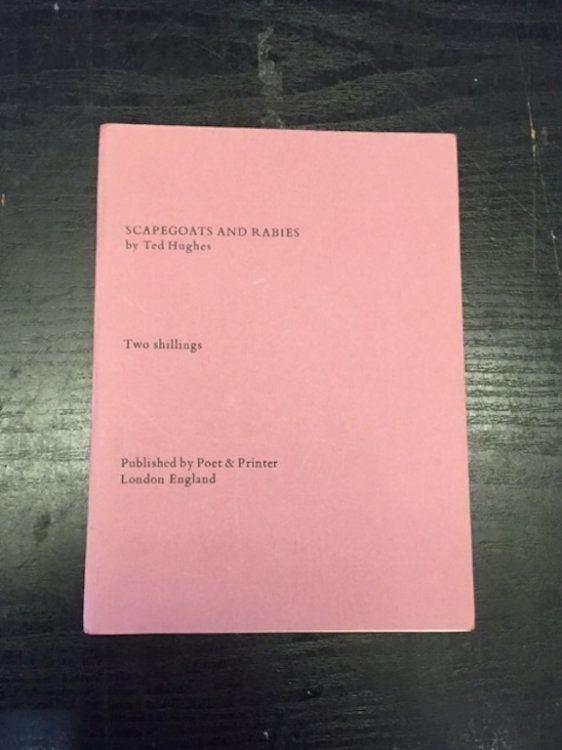 SCAPEGOATS AND RABIES
by Ted Hughes
Two shillings
Published by Poet & Printer
London England